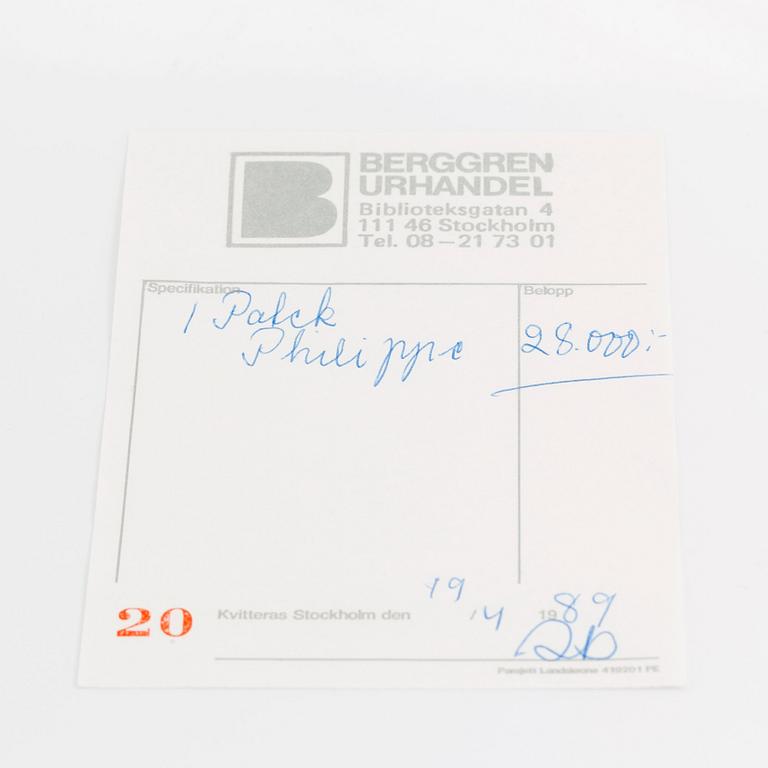 B
BERGGREN
URHANDEL
Biblioteksgatan 4
111 46 Stockholm
Tel. 08-21 73 01
Specifikation
Belopp
1 Patck
Philippe
28.000:-
20
Kvitteras Stockholm den 19/4 1989